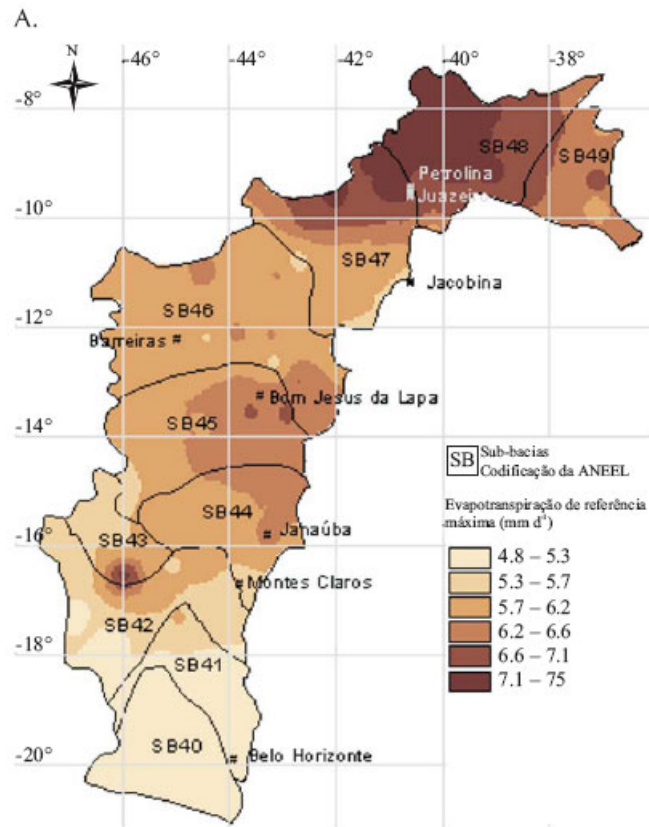 A.
N
-46° -44° -42° -40° -38°
-8°
SB48
SB49
Petrolina
Juazeiro
-10°
SB47
Jacobina
SB46
-12°
Barreiras
Bom Jesus da Lapa
SB45
-14°
SB Sub-bacias
Codificação da ANEEL
Evapotranspiração de referência
máxima (mm d⁻¹)
SB44
Janaúba
-16°
SB43
4.8 – 5.3
Montes Claros
5.3 – 5.7
5.7 – 6.2
SB42
6.2 – 6.6
-18°
SB41
6.6 – 7.1
7.1 – 75
SB40
Belo Horizonte
-20°